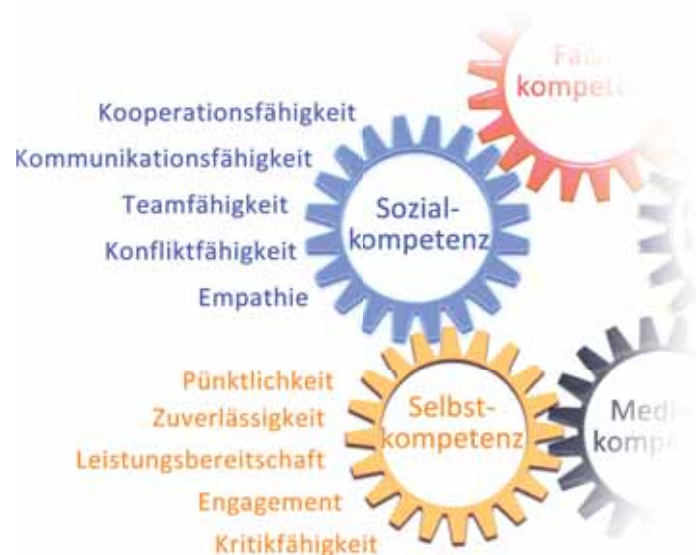 Kooperationsfähigkeit
Kommunikationsfähigkeit
Teamfähigkeit
Konfliktfähigkeit
Empathie
Sozial-
kompetenz
Pünktlichkeit
Zuverlässigkeit
Leistungsbereitschaft
Engagement
Kritikfähigkeit
Selbst-
kompetenz